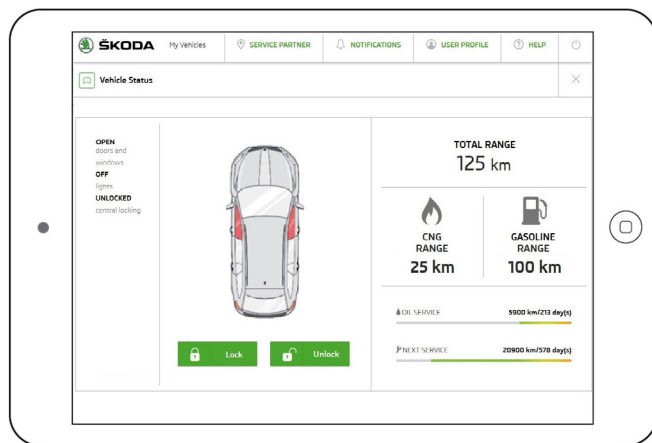 ŠKODA My Vehicles SERVICE PARTNER NOTIFICATIONS USER PROFILE HELP
Vehicle Status
OPEN
doors and
windows
OFF
lights
UNLOCKED
central locking
Lock Unlock
TOTAL RANGE
125 km
CNG
RANGE
25 km
GASOLINE
RANGE
100 km
OIL SERVICE 5900 km/213 day(s)
NEXT SERVICE 20900 km/578 day(s)